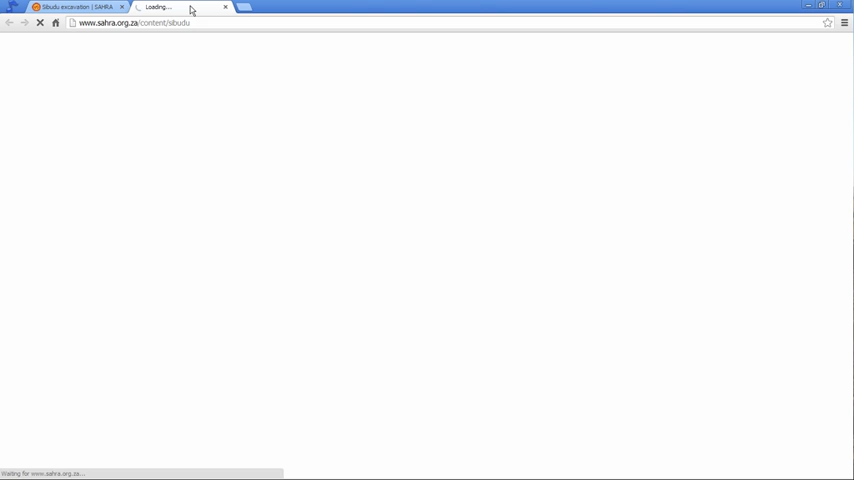 Sibudu excavation | SAHRA
Loading...
www.sahra.org.za/content/sibudu
Waiting for www.sahra.org.za...